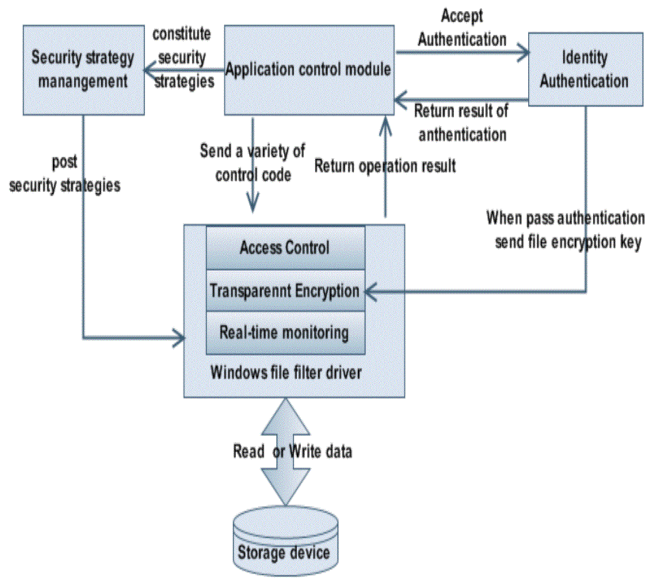 Accept
Authentication
constitute
security
strategies
Security strategy
manangement
Application control module
Identity
Authentication
Return result of
anthentication
post
security strategies
Send a variety of
control code
Return operation result
When pass authentication
send file encryption key
Access Control
Transparennt Encryption
Real-time monitoring
Windows file filter driver
Read or Write data
Storage device